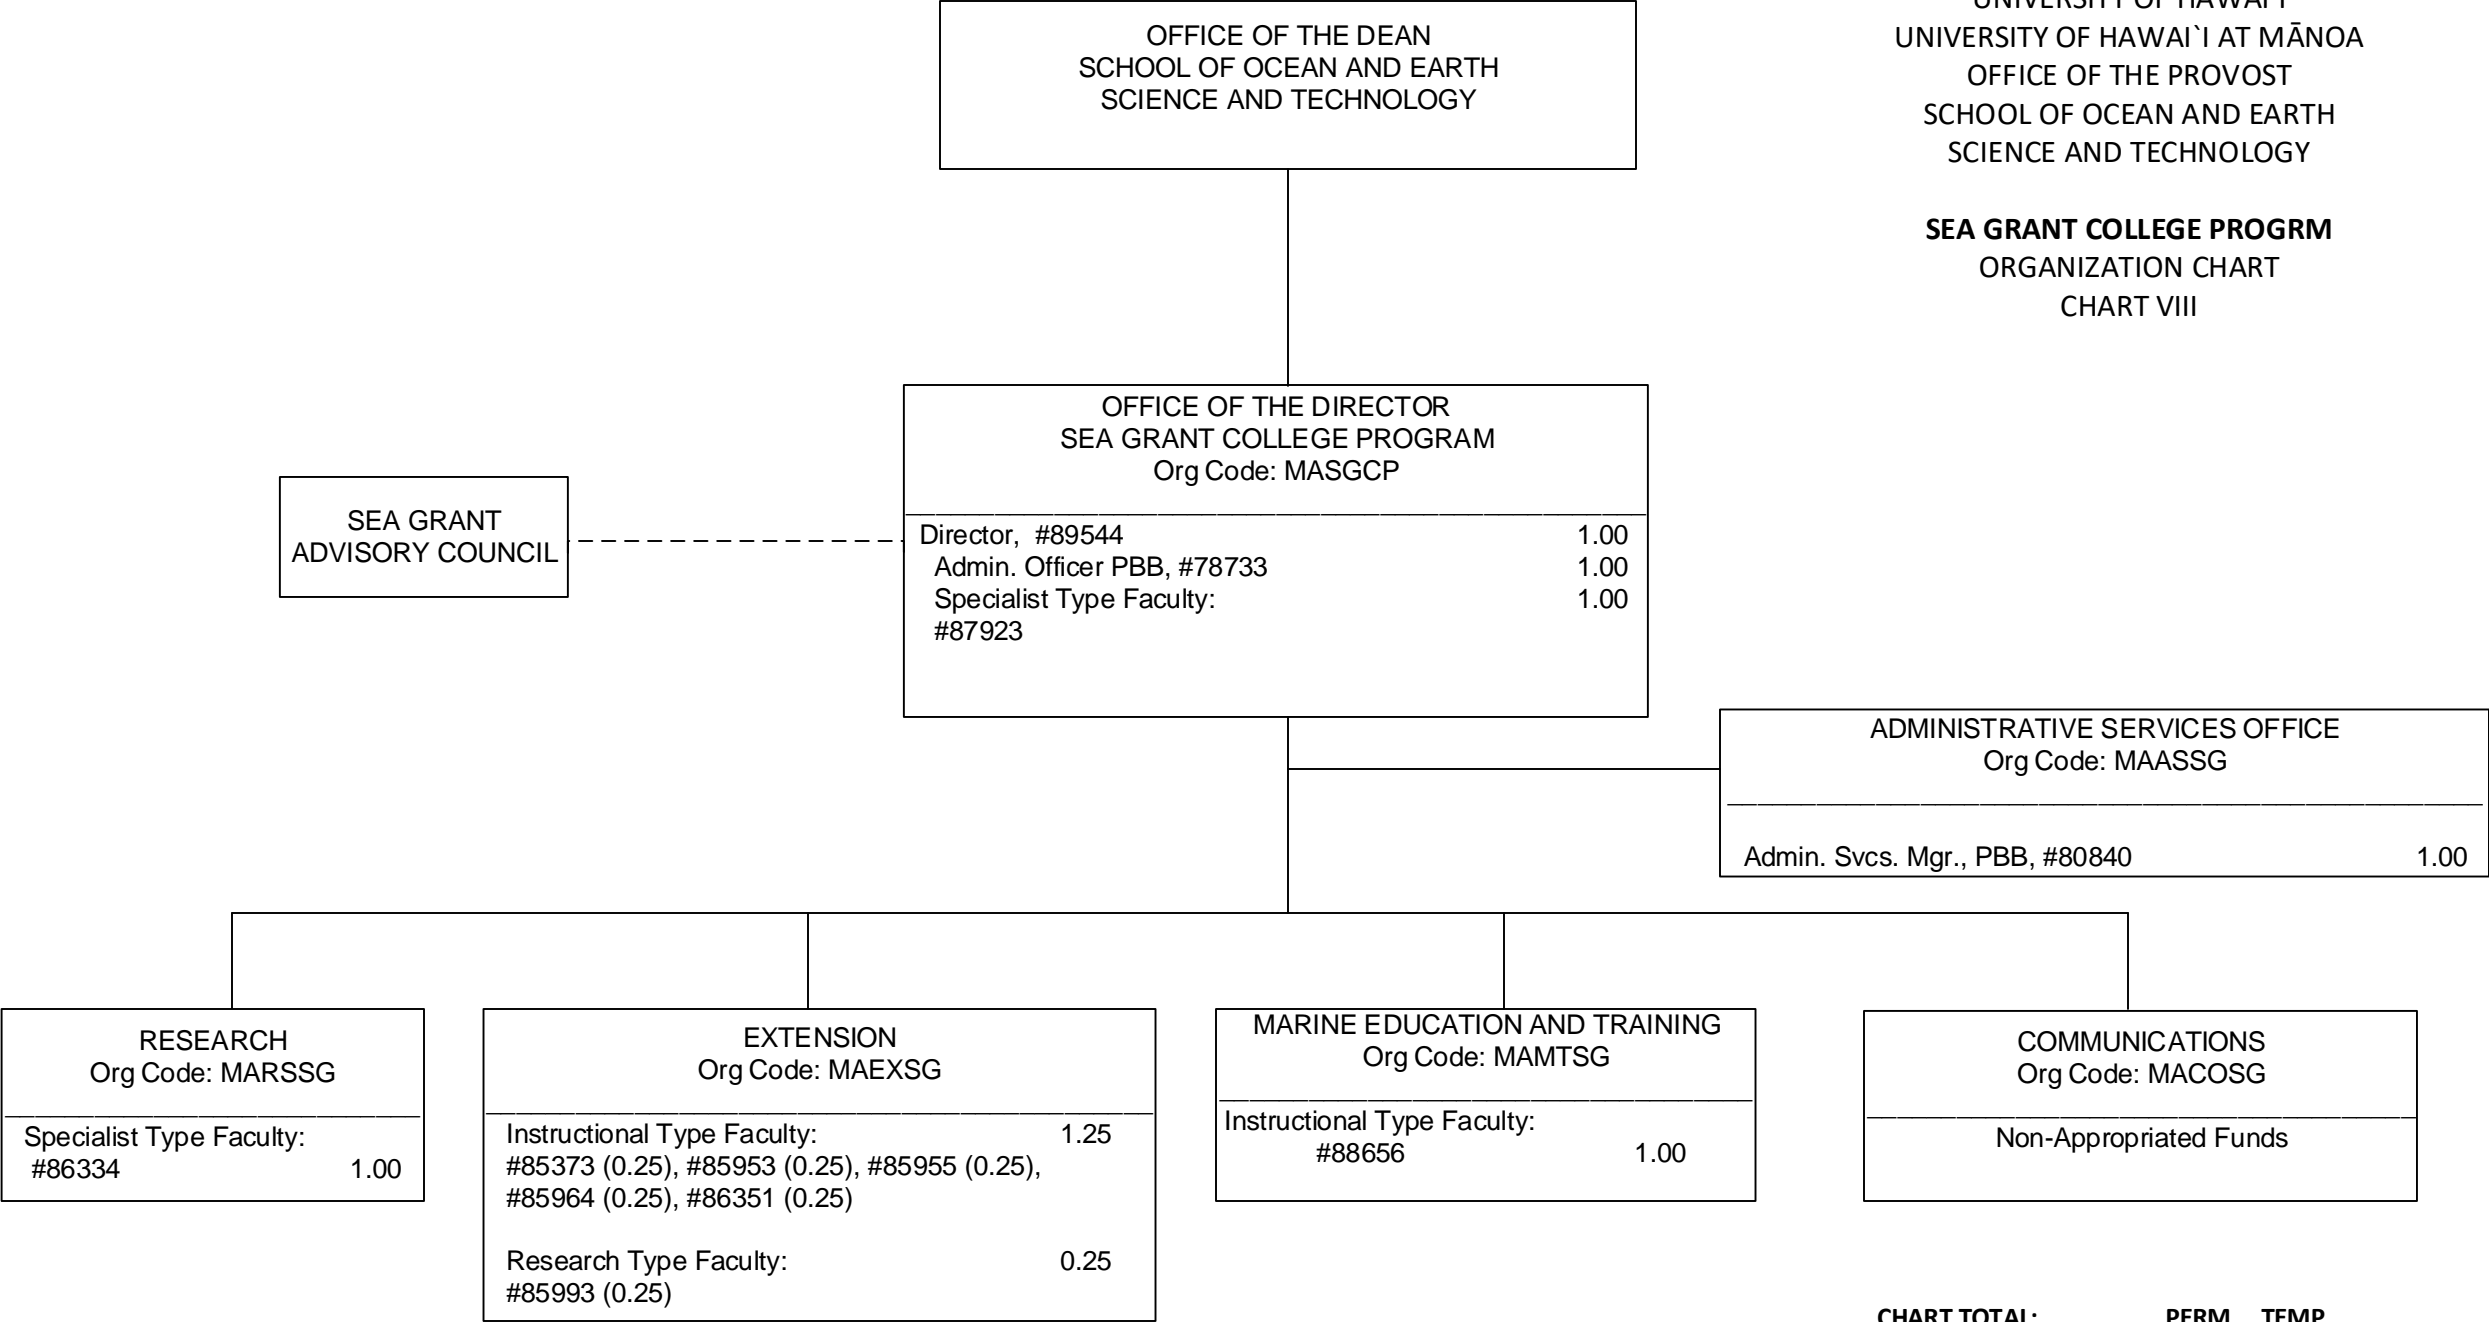 OFFICE OF THE DEAN
SCHOOL OF OCEAN AND EARTH
SCIENCE AND TECHNOLOGY
UNIVERSITY OF HAWAI`I
UNIVERSITY OF HAWAI`I AT MĀNOA
OFFICE OF THE PROVOST
SCHOOL OF OCEAN AND EARTH
SCIENCE AND TECHNOLOGY
SEA GRANT COLLEGE PROGRM
ORGANIZATION CHART
CHART VIII
OFFICE OF THE DIRECTOR
SEA GRANT COLLEGE PROGRAM
Org Code: MASGCP
Director, #89544 1.00
Admin. Officer PBB, #78733 1.00
Specialist Type Faculty: 1.00
#87923
SEA GRANT
ADVISORY COUNCIL
ADMINISTRATIVE SERVICES OFFICE
Org Code: MAASSG
Admin. Svcs. Mgr., PBB, #80840 1.00
RESEARCH
Org Code: MARSSG
Specialist Type Faculty:
#86334 1.00
EXTENSION
Org Code: MAEXSG
Instructional Type Faculty: 1.25
#85373 (0.25), #85953 (0.25), #85955 (0.25),
#85964 (0.25), #86351 (0.25)
Research Type Faculty: 0.25
#85993 (0.25)
MARINE EDUCATION AND TRAINING
Org Code: MAMTSG
Instructional Type Faculty:
#88656 1.00
COMMUNICATIONS
Org Code: MACOSG
Non-Appropriated Funds
CHART TOTAL: PERM TEMP